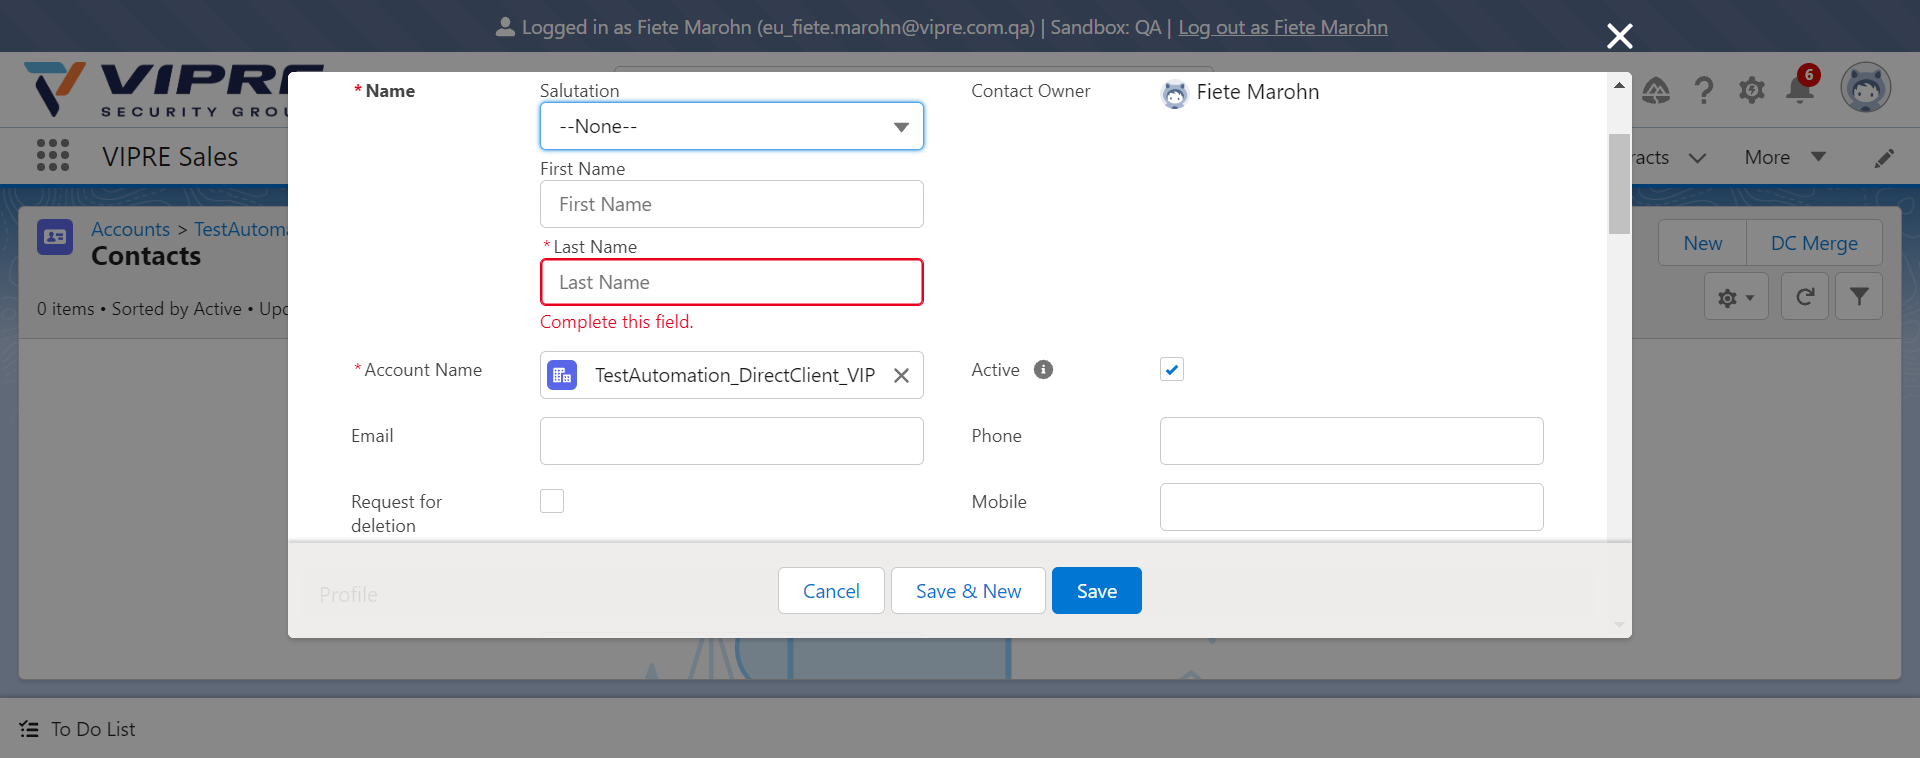 Logged in as Fiete Marohn (eu_fiete.marohn@vipre.com.qa) | Sandbox: QA | Log out as Fiete Marohn
VIPRE
SECURITY GROU
6
VIPRE Sales
racts
More
Accounts > TestAutoma
Contacts
0 items • Sorted by Active • Upd
New
DC Merge
* Name
Salutation
--None--
Contact Owner
Fiete Marohn
First Name
First Name
* Last Name
Last Name
Complete this field.
* Account Name
TestAutomation_DirectClient_VIP
Active
Email
Phone
Request for
deletion
Mobile
Profile
Cancel
Save & New
Save
To Do List